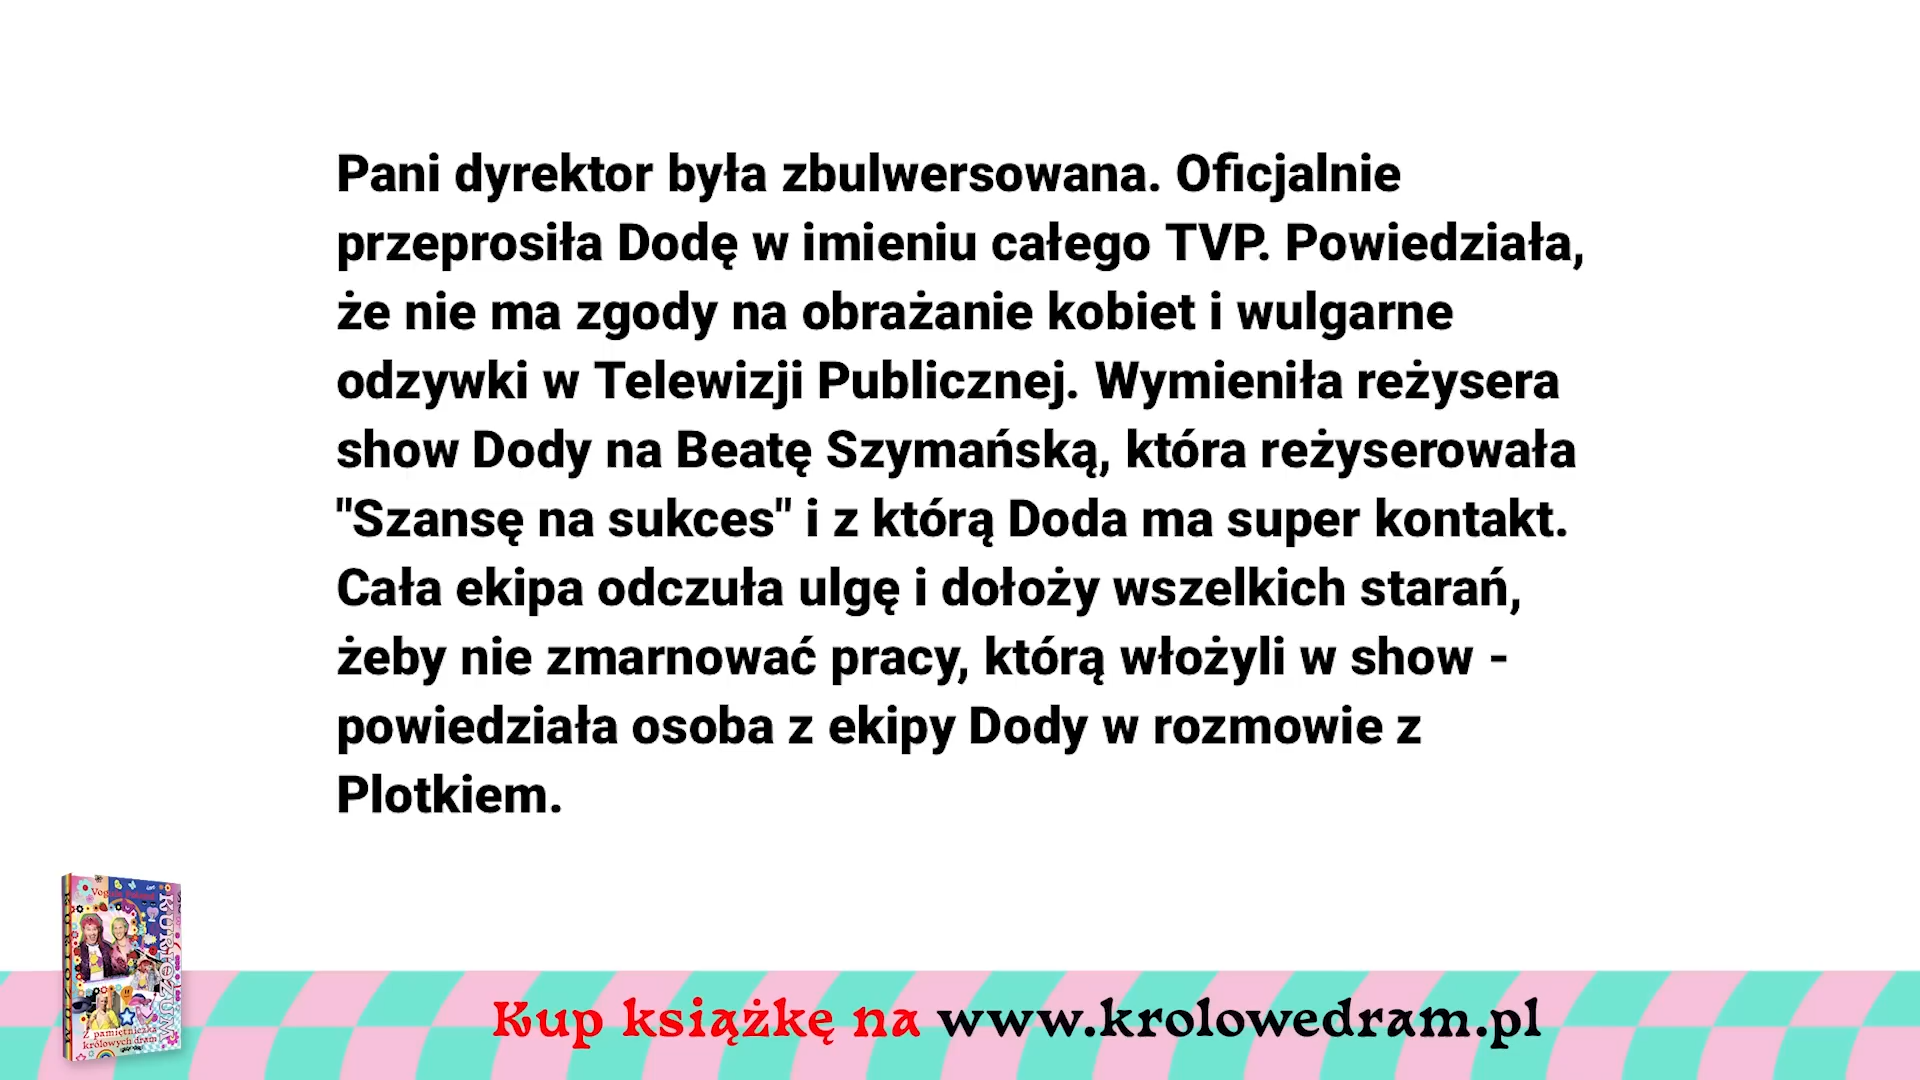 Pani dyrektor była zbulwersowana. Oficjalnie
przeprosiła Dodę w imieniu całego TVP. Powiedziała,
że nie ma zgody na obrażanie kobiet i wulgarne
odzywki w Telewizji Publicznej. Wymieniła reżysera
show Dody na Beatę Szymańską, która reżyserowała
"Szansę na sukces" i z którą Doda ma super kontakt.
Cała ekipa odczuła ulgę i dołoży wszelkich starań,
żeby nie zmarnować pracy, którą włożyli w show -
powiedziała osoba z ekipy Dody w rozmowie z
Plotkiem.
Z pamiętniczka
królowych dram
Kup książkę na www.krolowedram.pl